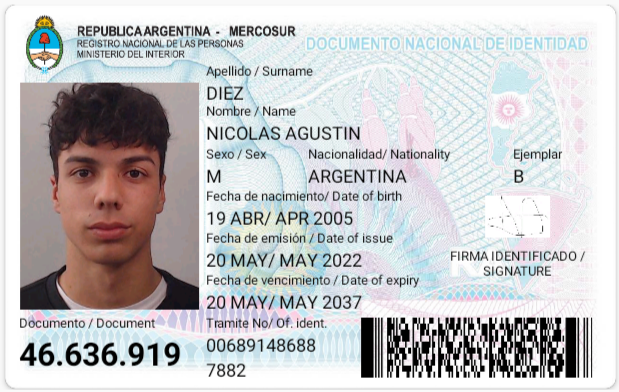 REPUBLICA ARGENTINA - MERCOSUR
REGISTRO NACIONAL DE LAS PERSONAS
MINISTERIO DEL INTERIOR
DOCUMENTO NACIONAL DE IDENTIDAD
Apellido / Surname
DIEZ
Nombre / Name
NICOLAS AGUSTIN
Sexo / Sex Nacionalidad/ Nationality Ejemplar
M ARGENTINA B
Fecha de nacimiento/ Date of birth
19 ABR/ APR 2005
Fecha de emisión / Date of issue
20 MAY/ MAY 2022
FIRMA IDENTIFICADO /
SIGNATURE
Fecha de vencimiento / Date of expiry
20 MAY/ MAY 2037
Documento / Document
46.636.919
Tramite No/ Of. ident.
00689148688
7882